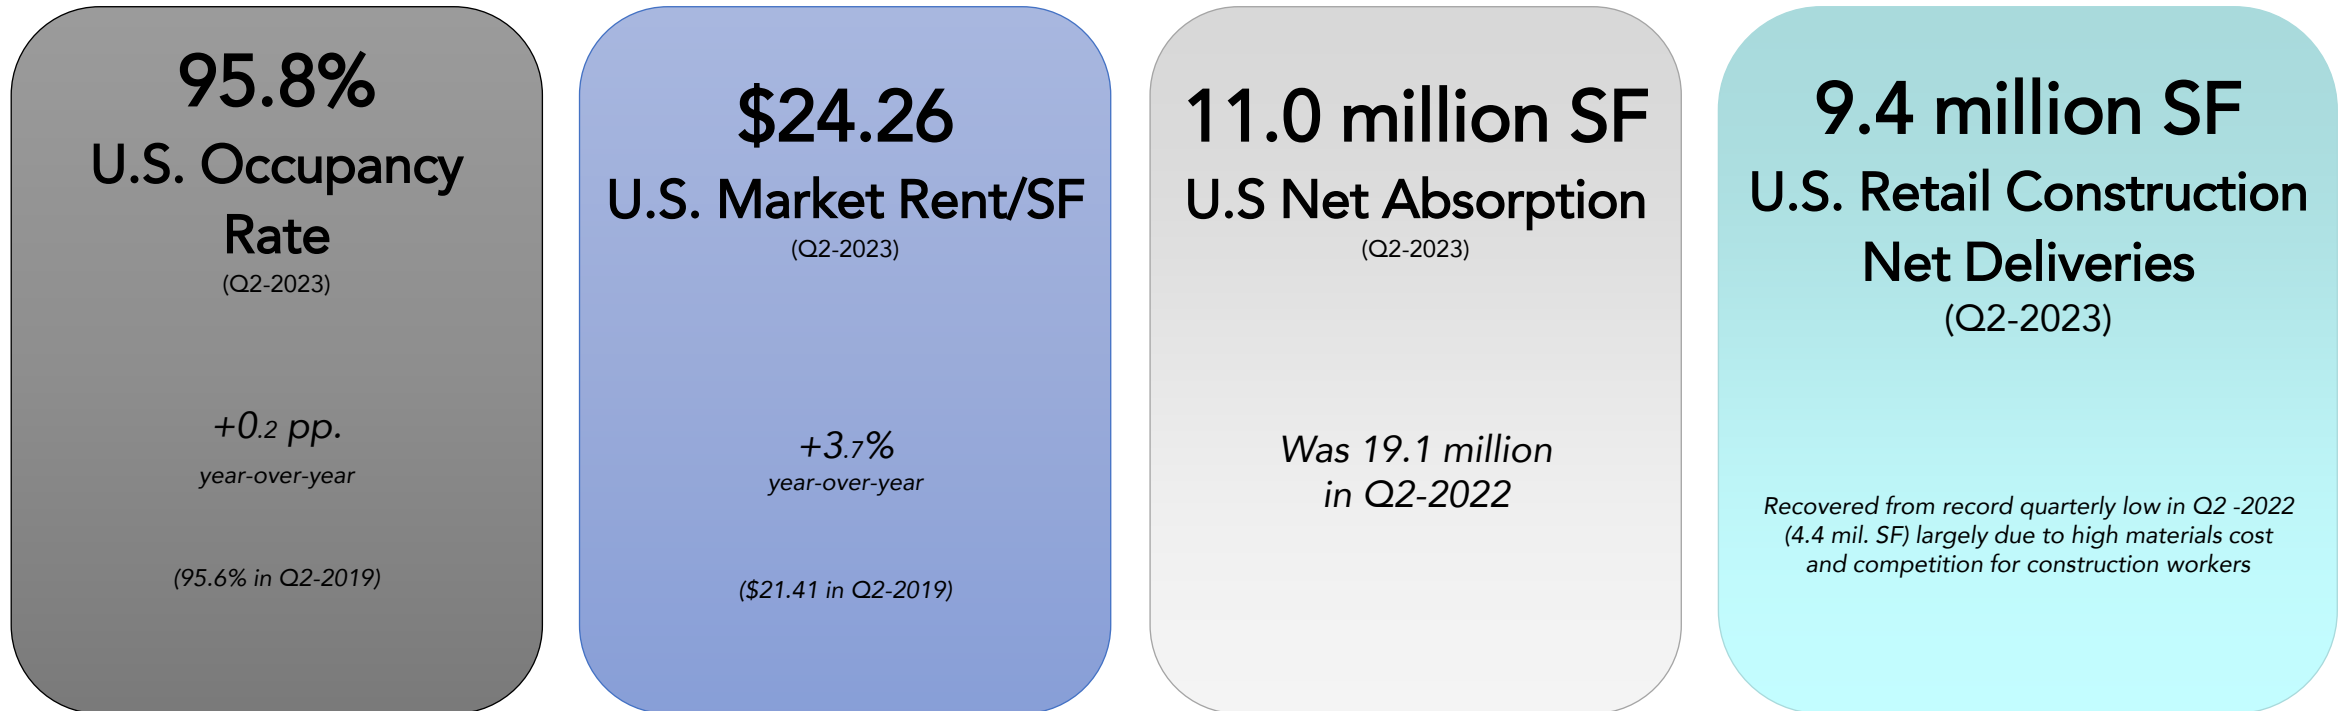 95.8%
U.S. Occupancy
Rate
(Q2-2023)
+0.2 pp.
year-over-year
(95.6% in Q2-2019)
$24.26
U.S. Market Rent/SF
(Q2-2023)
+3.7%
year-over-year
($21.41 in Q2-2019)
11.0 million SF
U.S Net Absorption
(Q2-2023)
Was 19.1 million
in Q2-2022
9.4 million SF
U.S. Retail Construction
Net Deliveries
(Q2-2023)
Recovered from record quarterly low in Q2 -2022
(4.4 mil. SF) largely due to high materials cost
and competition for construction workers